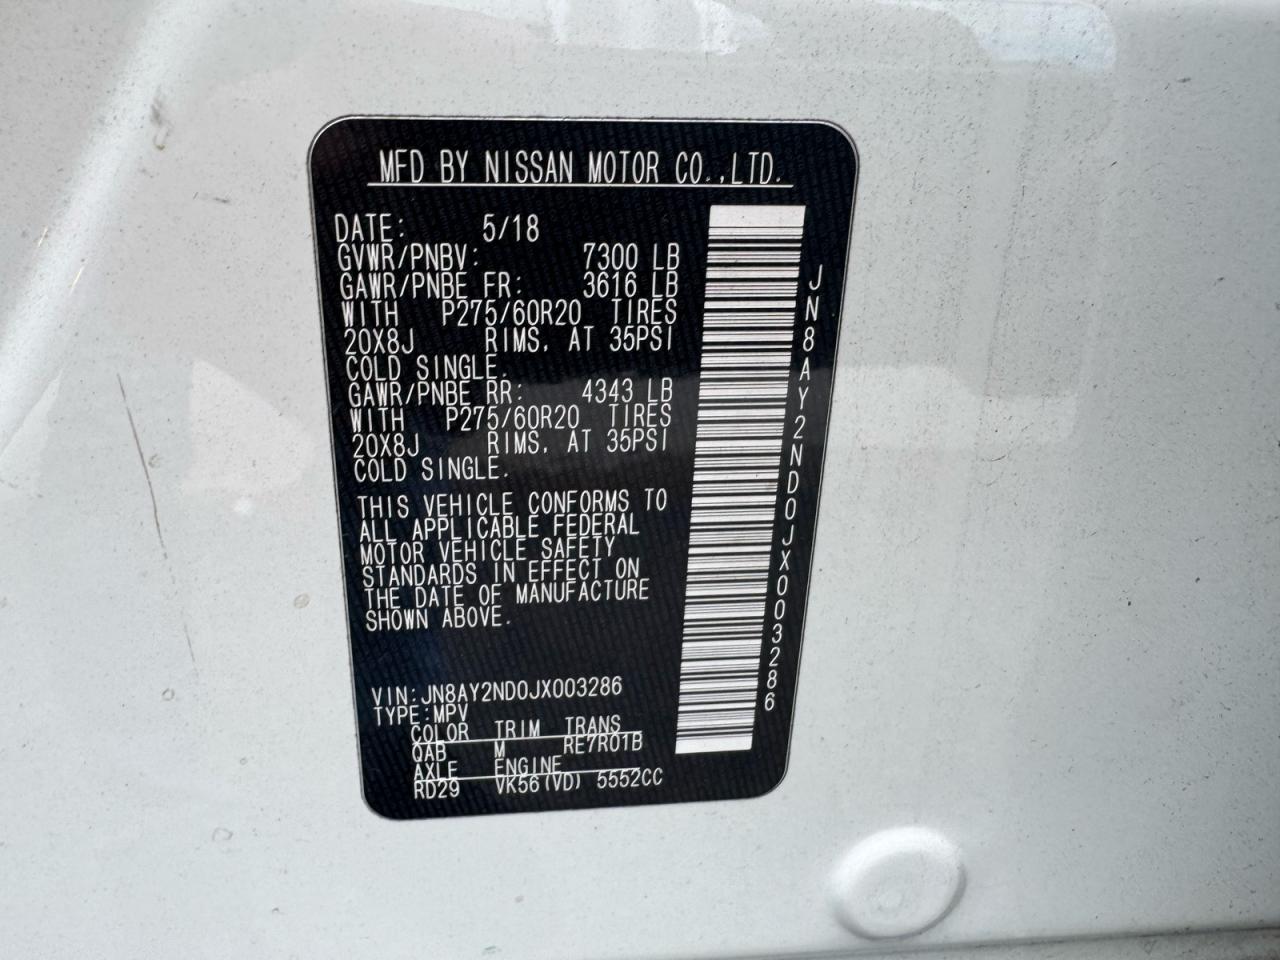 MFD BY NISSAN MOTOR CO.,LTD.
DATE: 5/18
GVWR/PNBV: 7300 LB
GAWR/PNBE FR: 3616 LB
WITH P275/60R20 TIRES
20X8J RIMS, AT 35PSI
COLD SINGLE.
GAWR/PNBE RR: 4343 LB
WITH P275/60R20 TIRES
20X8J RIMS, AT 35PSI
COLD SINGLE.
THIS VEHICLE CONFORMS TO
ALL APPLICABLE FEDERAL
MOTOR VEHICLE SAFETY
STANDARDS IN EFFECT ON
THE DATE OF MANUFACTURE
SHOWN ABOVE.
VIN:JN8AY2ND0JX003286
TYPE:MPV
COLOR TRIM TRANS
QAB M RE7R01B
AXLE ENGINE
RD29 VK56(VD) 5552CC
JN8AY2ND0JX003286